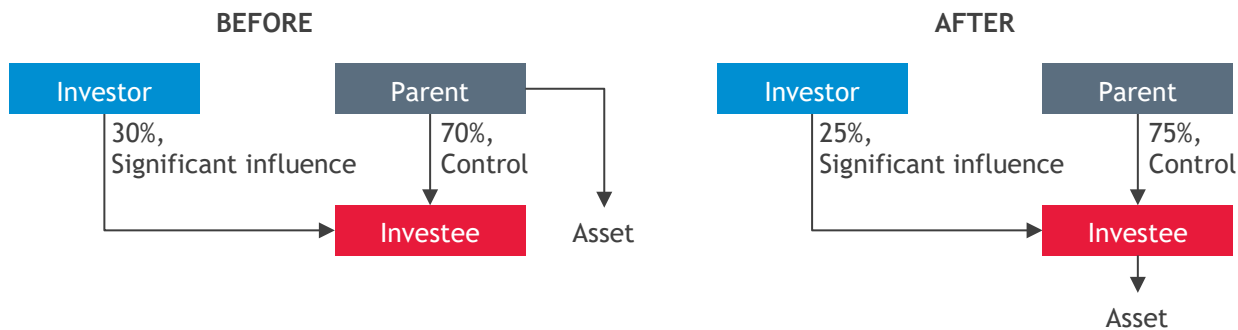 BEFORE
Investor
Parent
30%,
Significant influence
70%,
Control
Investee
Asset
AFTER
Investor
Parent
25%,
Significant influence
75%,
Control
Investee
Asset